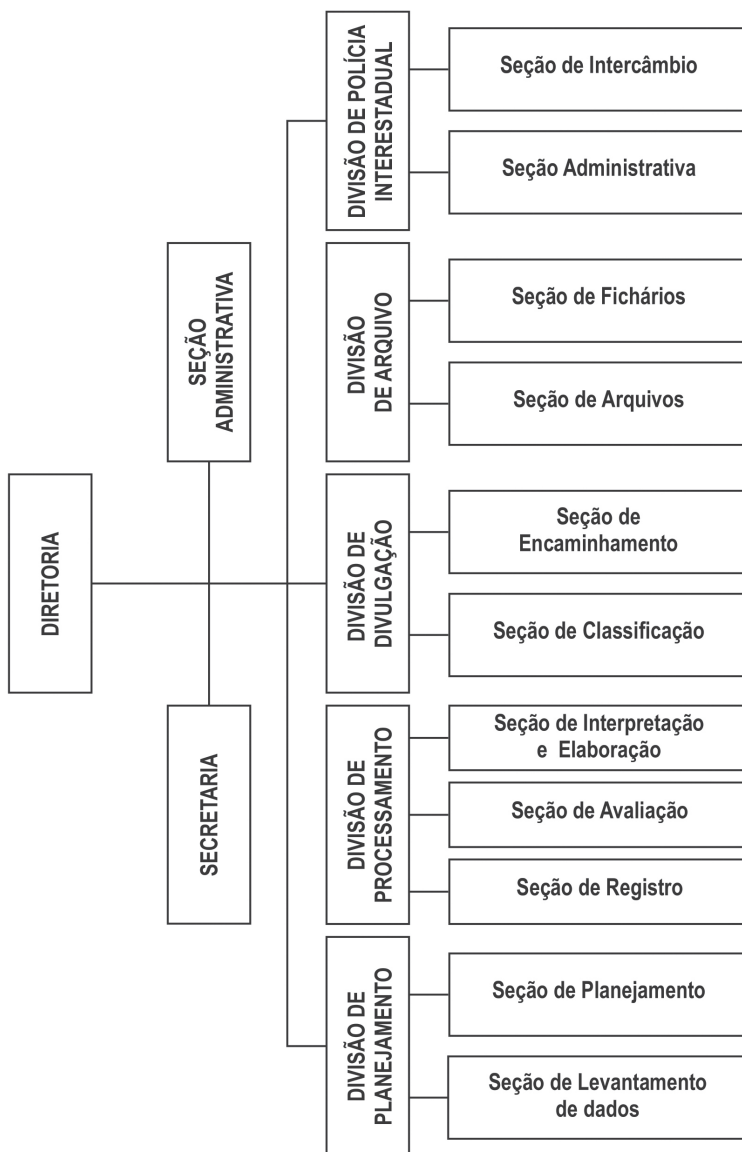 DIRETORIA
SECRETARIA
SEÇÃO
ADMINISTRATIVA
DIVISÃO DE
PLANEJAMENTO
Seção de Levantamento
de dados
Seção de Planejamento
DIVISÃO DE
PROCESSAMENTO
Seção de Registro
Seção de Avaliação
Seção de Interpretação
e Elaboração
DIVISÃO DE
DIVULGAÇÃO
Seção de Classificação
Seção de
Encaminhamento
DIVISÃO
DE ARQUIVO
Seção de Arquivos
Seção de Fichários
DIVISÃO DE POLÍCIA
INTERESTADUAL
Seção Administrativa
Seção de Intercâmbio